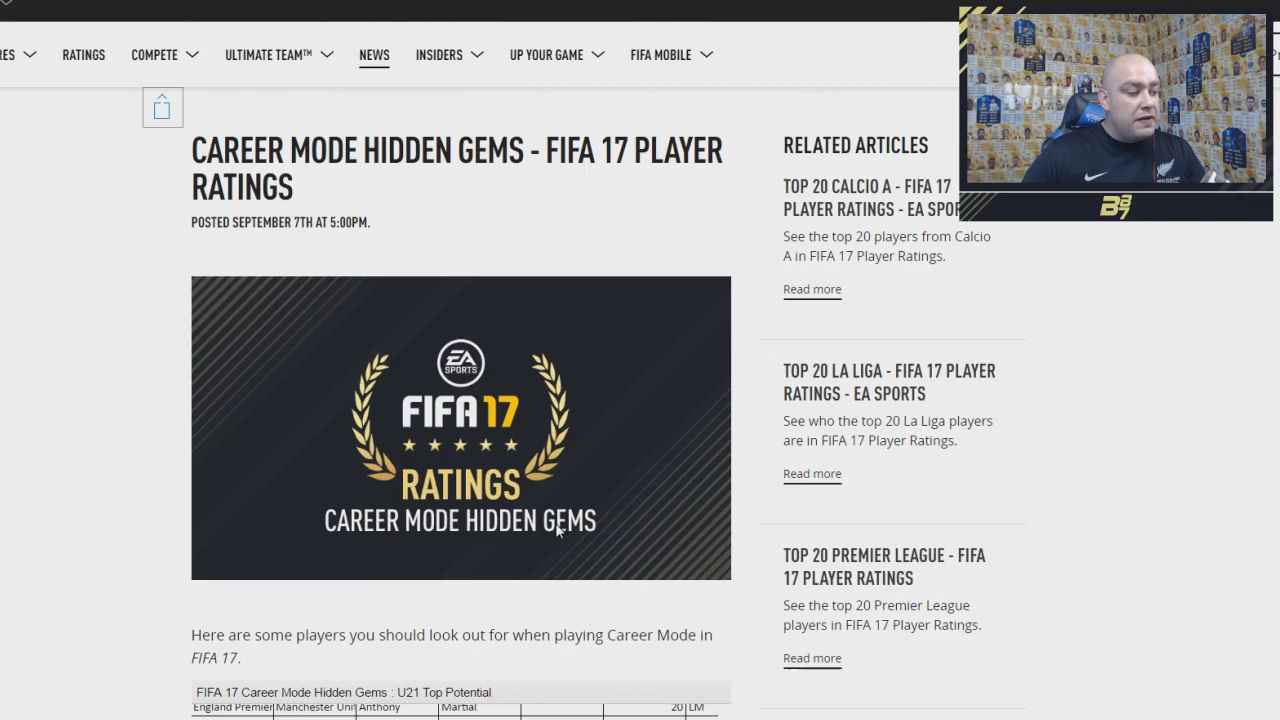 RES
RATINGS
COMPETE
ULTIMATE TEAM™
NEWS
INSIDERS
UP YOUR GAME
FIFA MOBILE
CAREER MODE HIDDEN GEMS - FIFA 17 PLAYER
RATINGS
POSTED SEPTEMBER 7TH AT 5:00PM.
EA
SPORTS
FIFA 17
RATINGS
CAREER MODE HIDDEN GEMS
Here are some players you should look out for when playing Career Mode in
FIFA 17.
FIFA 17 Career Mode Hidden Gems : U21 Top Potential
England Premier Manchester Unit Anthony Martial 20 LM
RELATED ARTICLES
TOP 20 CALCIO A - FIFA 17
PLAYER RATINGS - EA SPO
See the top 20 players from Calcio
A in FIFA 17 Player Ratings.
Read more
TOP 20 LA LIGA - FIFA 17 PLAYER
RATINGS - EA SPORTS
See who the top 20 La Liga players
are in FIFA 17 Player Ratings.
Read more
TOP 20 PREMIER LEAGUE - FIFA
17 PLAYER RATINGS
See the top 20 Premier League
players in FIFA 17 Player Ratings.
Read more